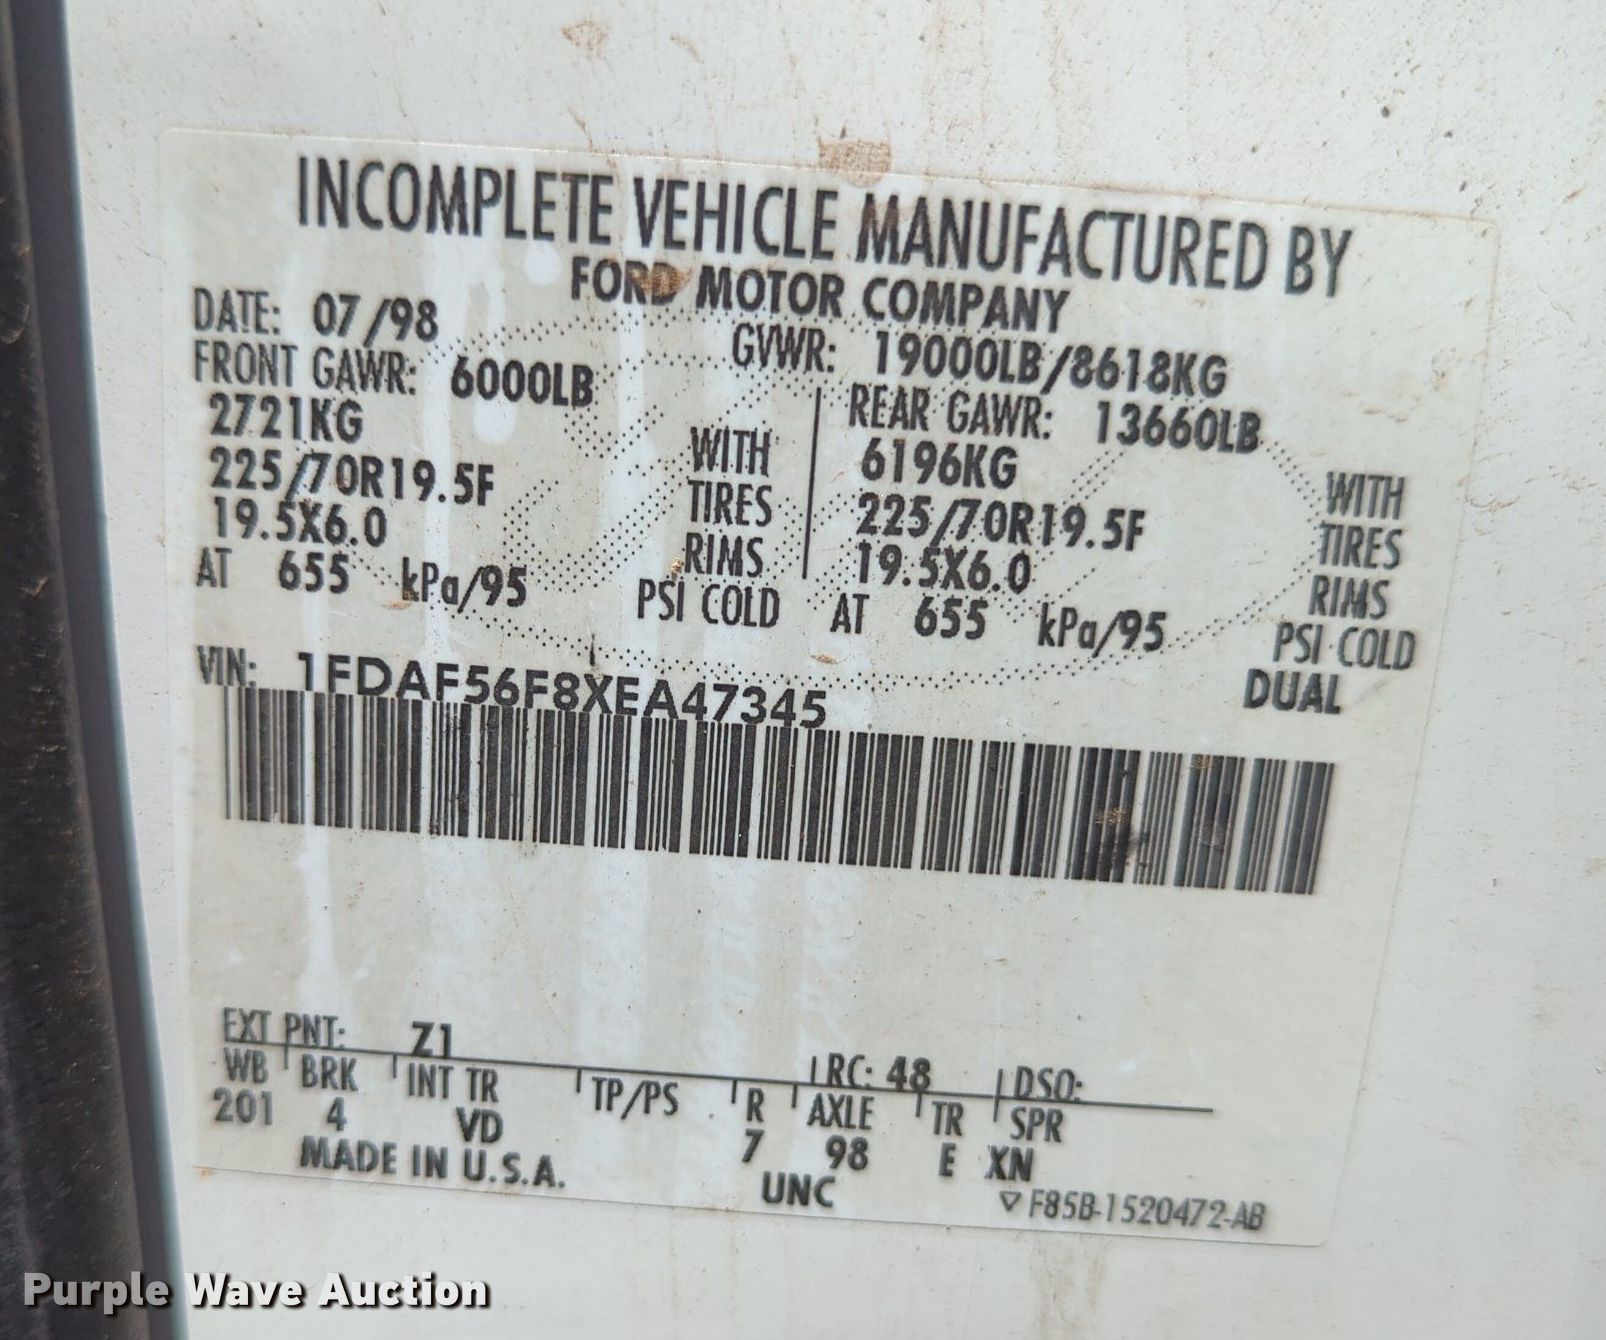 INCOMPLETE VEHICLE MANUFACTURED BY
FORD MOTOR COMPANY
DATE: 07/98
GVWR: 19000LB/8618KG
FRONT GAWR: 6000LB
2721KG
WITH
225/70R19.5F
TIRES
19.5X6.0
RIMS
AT 655 kPa/95 PSI COLD
REAR GAWR: 13660LB
6196KG
WITH
225/70R19.5F
TIRES
19.5X6.0
RIMS
AT 655 kPa/95 PSI COLD
DUAL
VIN: 1FDAF56F8XEA47345
EXT PNT: Z1 RC: 48 DSO:
WB BRK INT TR TP/PS R AXLE TR SPR
201 4 VD 7 98 E XN
MADE IN U.S.A. UNC
F85B-1520472-AB
Purple Wave Auction